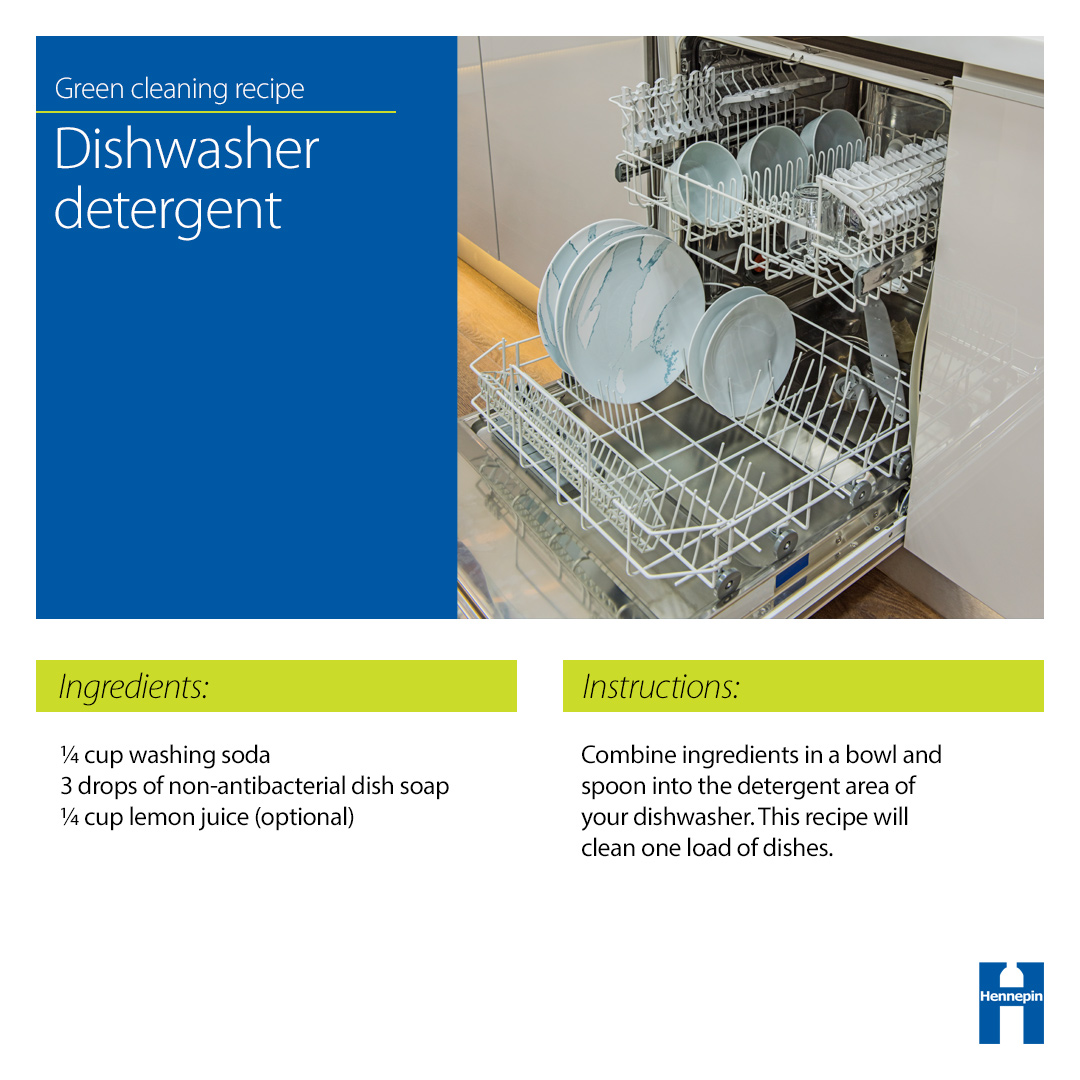 Green cleaning recipe
Dishwasher
detergent
Ingredients:
¼ cup washing soda
3 drops of non-antibacterial dish soap
¼ cup lemon juice (optional)
Instructions:
Combine ingredients in a bowl and
spoon into the detergent area of
your dishwasher. This recipe will
clean one load of dishes.
Hennepin